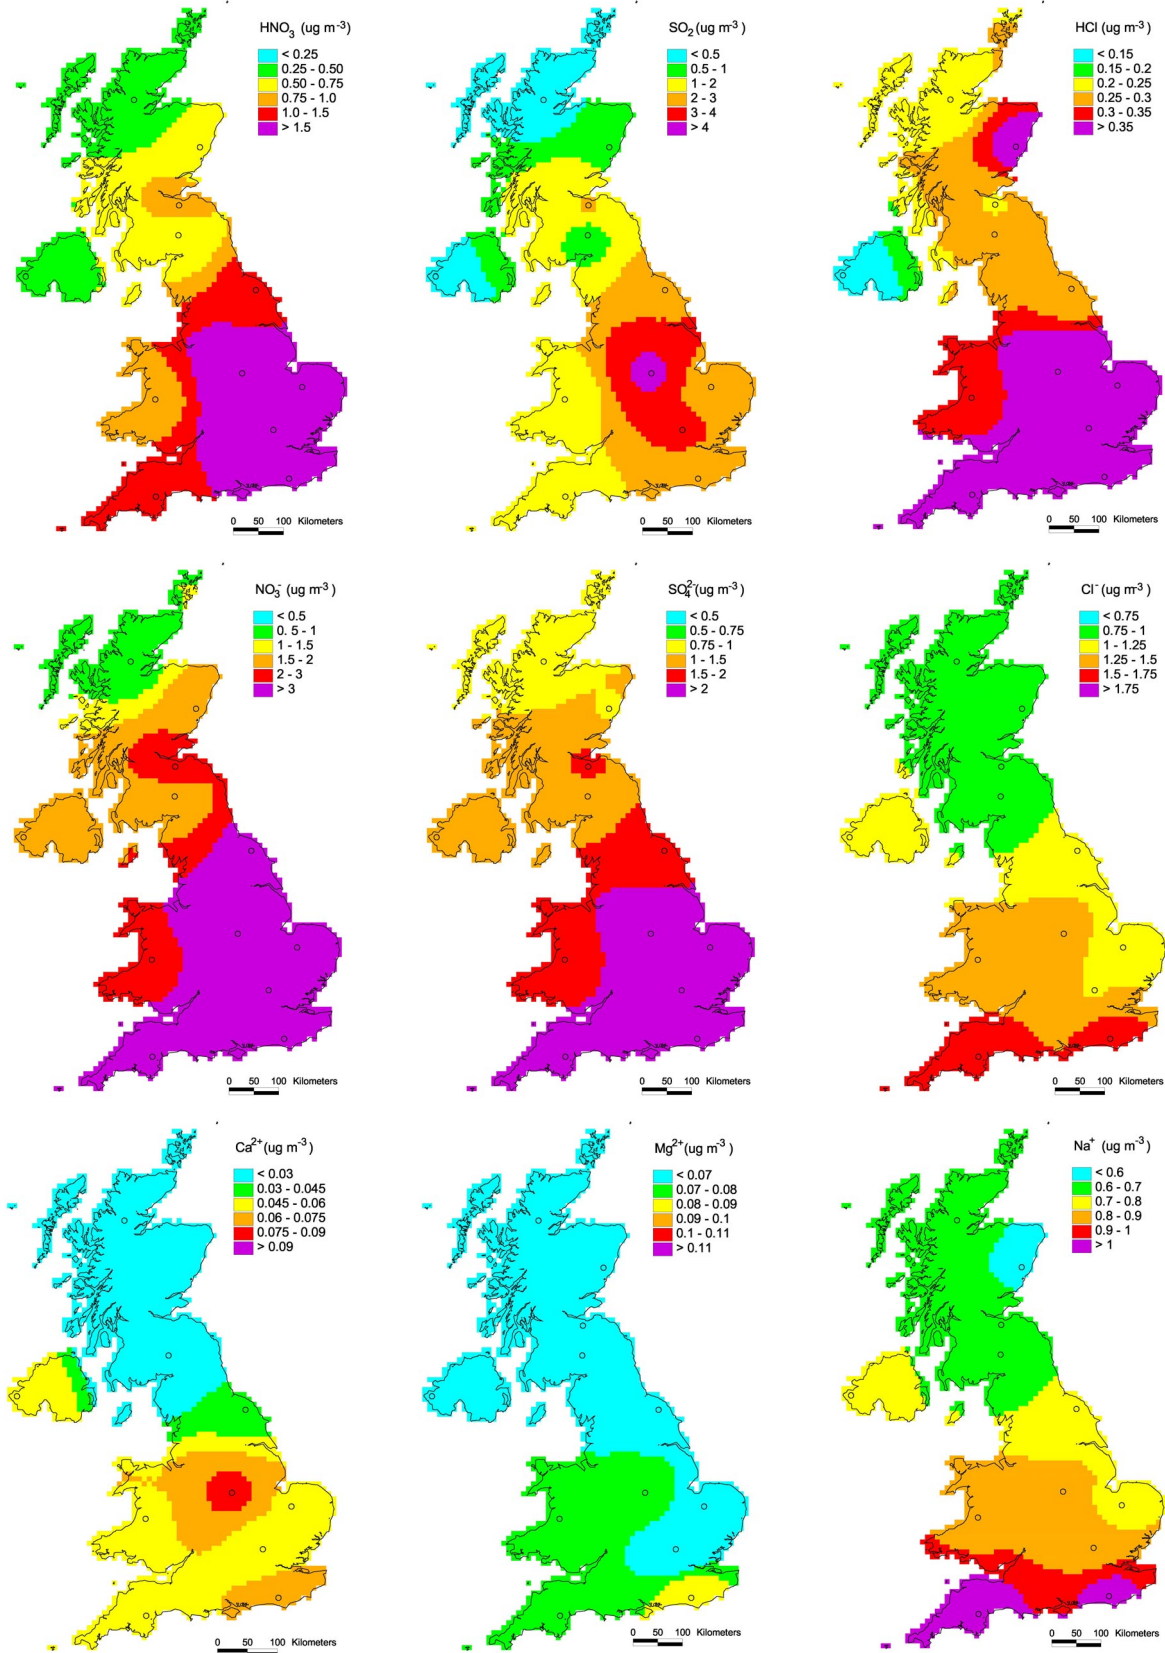 HNO₃ (ug m⁻³)
< 0.25
0.25 - 0.50
0.50 - 0.75
0.75 - 1.0
1.0 - 1.5
> 1.5
0 50 100 Kilometers
SO₂ (ug m⁻³)
< 0.5
0.5 - 1
1 - 2
2 - 3
3 - 4
> 4
0 50 100 Kilometers
HCl (ug m⁻³)
< 0.15
0.15 - 0.2
0.2 - 0.25
0.25 - 0.3
0.3 - 0.35
> 0.35
0 50 100 Kilometers
NO₃⁻ (ug m⁻³)
< 0.5
0. 5 - 1
1 - 1.5
1.5 - 2
2 - 3
> 3
0 50 100 Kilometers
SO₄²⁻ (ug m⁻³)
< 0.5
0.5 - 0.75
0.75 - 1
1 - 1.5
1.5 - 2
> 2
0 50 100 Kilometers
Cl⁻ (ug m⁻³)
< 0.75
0.75 - 1
1 - 1.25
1.25 - 1.5
1.5 - 1.75
> 1.75
0 50 100 Kilometers
Ca²⁺ (ug m⁻³)
< 0.03
0.03 - 0.045
0.045 - 0.06
0.06 - 0.075
0.075 - 0.09
> 0.09
0 50 100 Kilometers
Mg²⁺ (ug m⁻³)
< 0.07
0.07 - 0.08
0.08 - 0.09
0.09 - 0.1
0.1 - 0.11
> 0.11
0 50 100 Kilometers
Na⁺ (ug m⁻³)
< 0.6
0.6 - 0.7
0.7 - 0.8
0.8 - 0.9
0.9 - 1
> 1
0 50 100 Kilometers